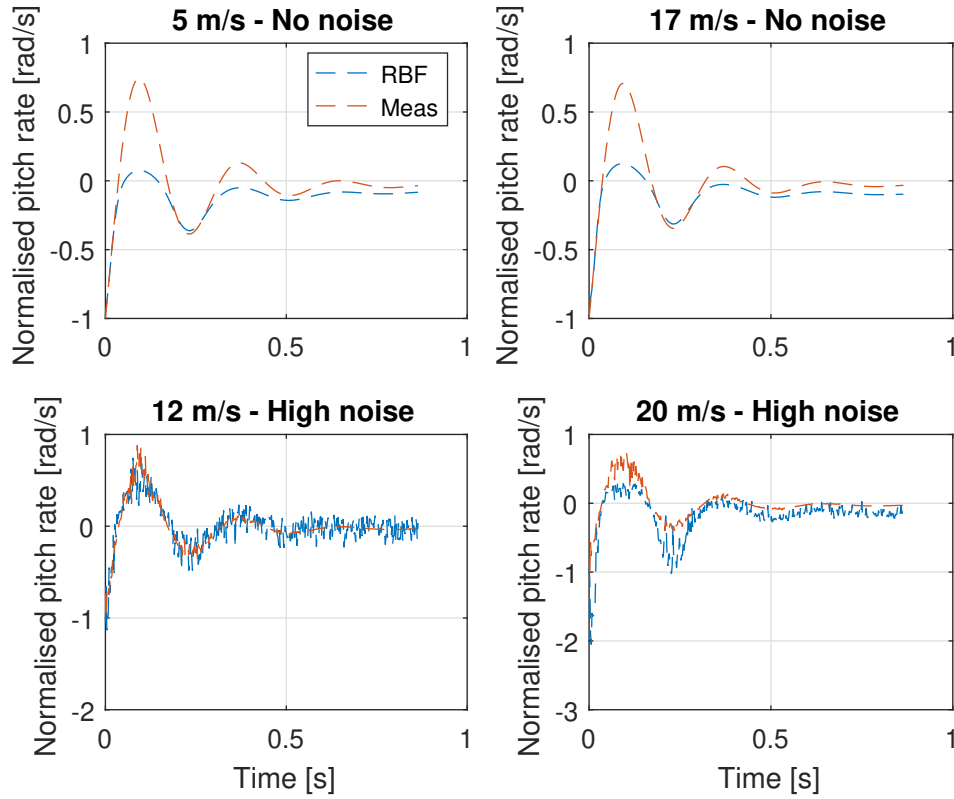 5 m/s - No noise
Normalised pitch rate [rad/s]
1
0.5
0
-0.5
-1
0
0.5
1
RBF
Meas
17 m/s - No noise
Normalised pitch rate [rad/s]
1
0.5
0
-0.5
-1
0
0.5
1
12 m/s - High noise
Normalised pitch rate [rad/s]
1
0
-1
-2
0
0.5
1
Time [s]
20 m/s - High noise
Normalised pitch rate [rad/s]
1
0
-1
-2
-3
0
0.5
1
Time [s]